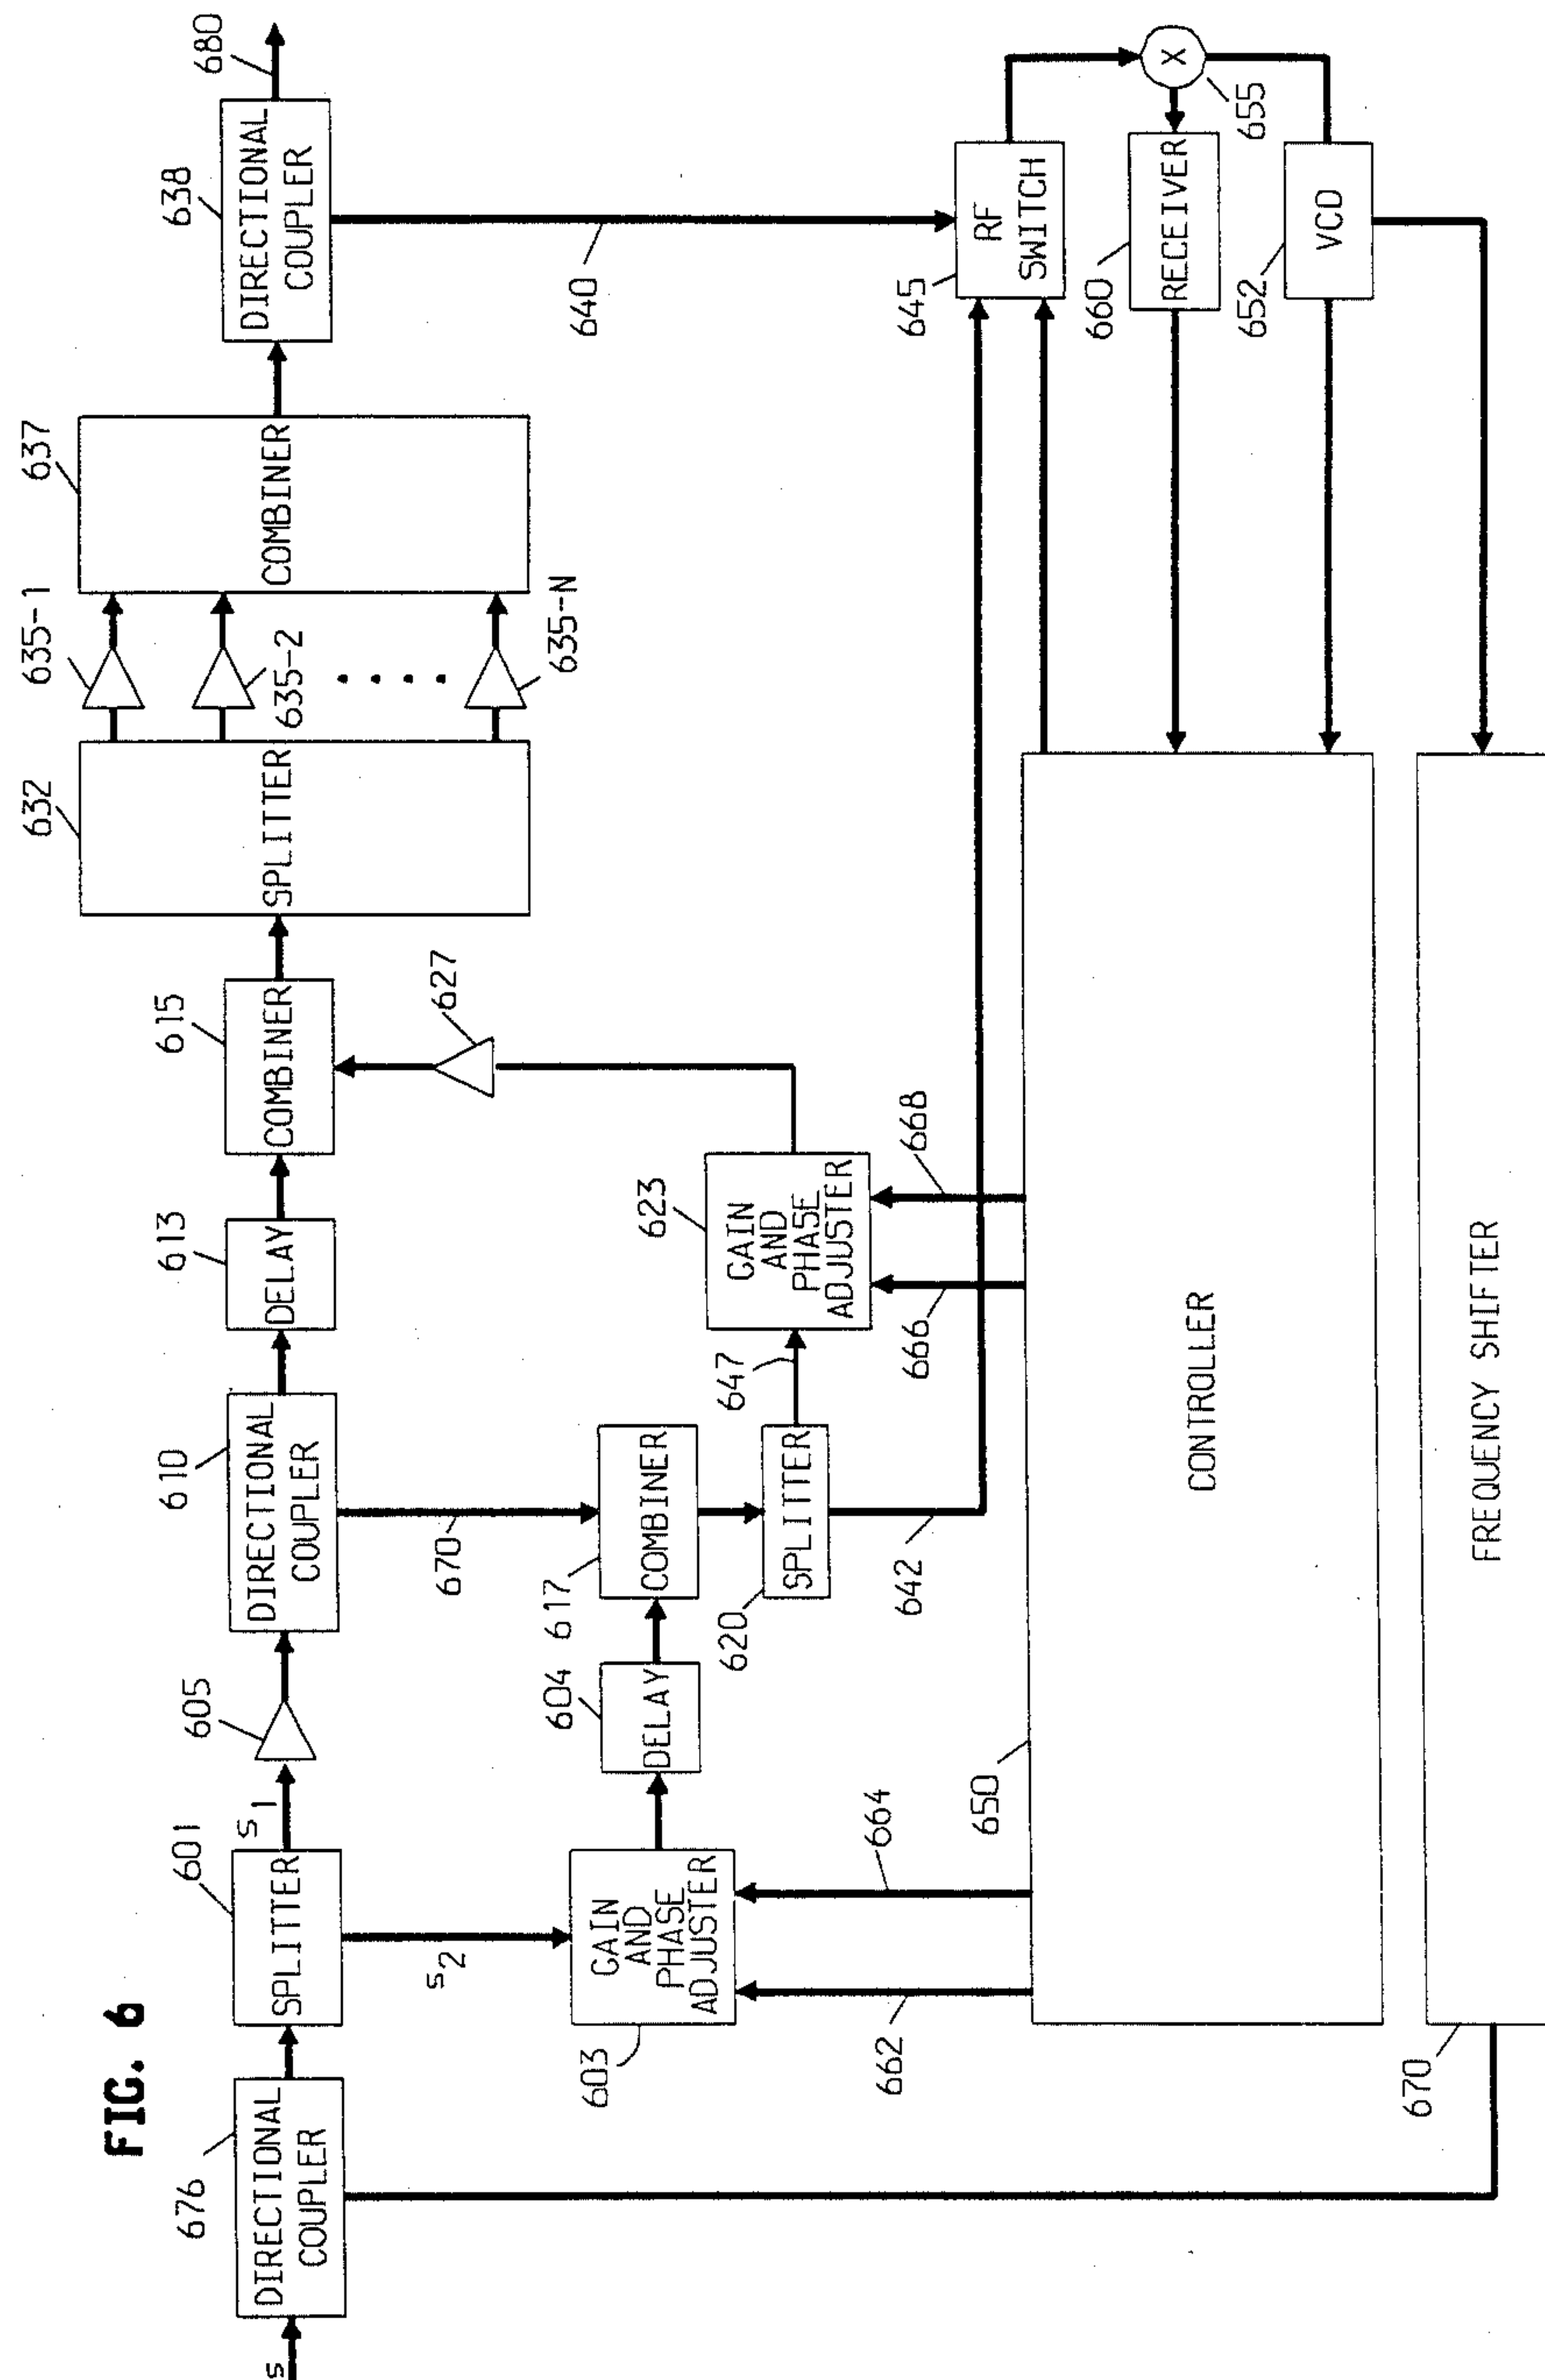 FIG. 6
s
676
DIRECTIONAL
COUPLER
601
SPLITTER
s1
s2
605
610
DIRECTIONAL
COUPLER
613
DELAY
615
COMBINER
627
632
SPLITTER
635-1
635-2
635-N
637
COMBINER
638
DIRECTIONAL
COUPLER
680
640
603
GAIN
AND
PHASE
ADJUSTER
604
DELAY
670
617
COMBINER
620
SPLITTER
647
642
623
GAIN
AND
PHASE
ADJUSTER
662
664
666
668
645
RF
SWITCH
X
655
660
RECEIVER
652
VCO
650
CONTROLLER
670
FREQUENCY SHIFTER